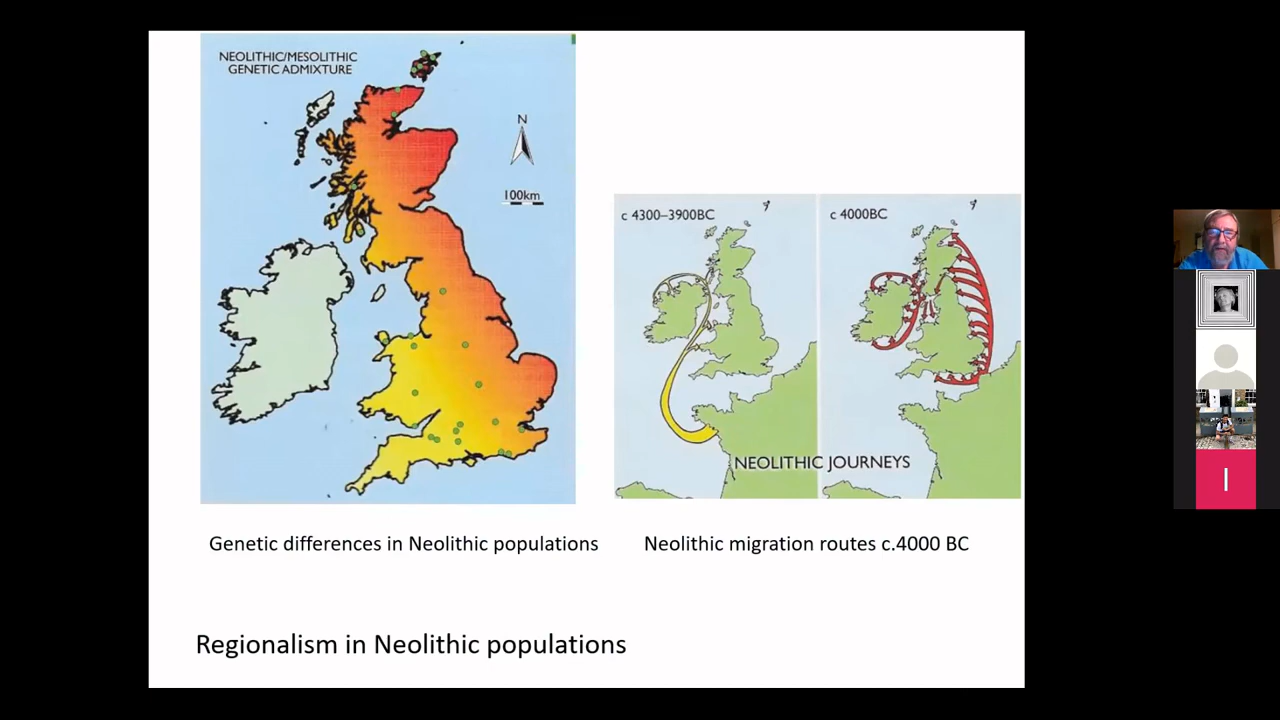 NEOLITHIC/MESOLITHIC
GENETIC ADMIXTURE
N
100km
c 4300–3900BC
c 4000BC
NEOLITHIC JOURNEYS
Genetic differences in Neolithic populations
Neolithic migration routes c.4000 BC
Regionalism in Neolithic populations
I